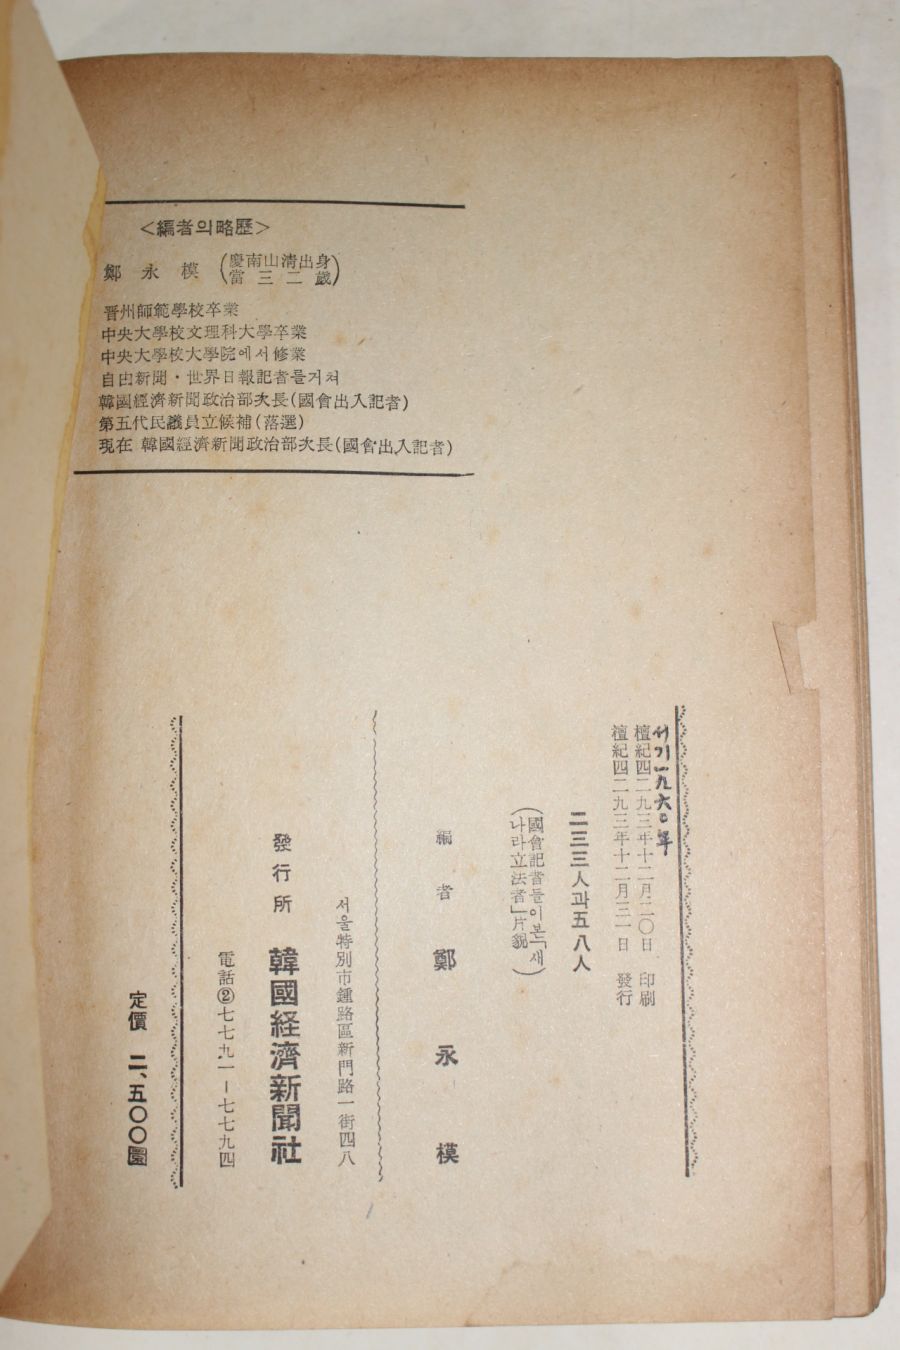 <編者의略歷>
鄭永模(慶南山淸出身 當三二歲)
晋州師範學校卒業
中央大學校文理科大學卒業
中央大學校大學院에서修業
自由新聞·世界日報記者를거쳐
韓國經濟新聞政治部次長(國會出入記者)
第五代民議員立候補(落選)
現在 韓國經濟新聞政治部次長(國會出入記者)
서기一九六○年
檀紀四二九三年十二月二○日 印刷
檀紀四二九三年十二月三一日 發行
二三三人과五八人
(國會記者들이본「새
나라立法者」片貌)
編者 鄭永模
서울特別市鍾路區新門路一街四八
發行所 韓國経濟新聞社
電話②七七九一―七七九四
定價 二、五○○圜